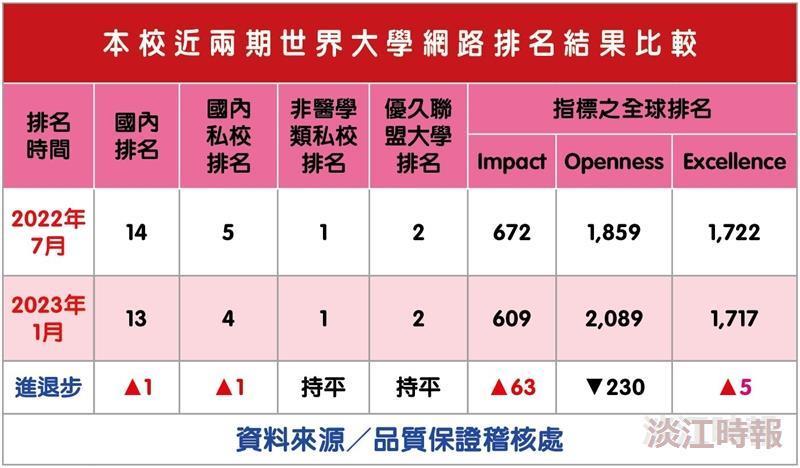 本校近兩期世界大學網路排名結果比較
排名時間 國內排名 國內私校排名 非醫學類私校排名 優久聯盟大學排名 指標之全球排名
Impact Openness Excellence
2022年7月 14 5 1 2 672 1,859 1,722
2023年1月 13 4 1 2 609 2,089 1,717
進退步 ▲1 ▲1 持平 持平 ▲63 ▼230 ▲5
資料來源／品質保證稽核處
淡江時報